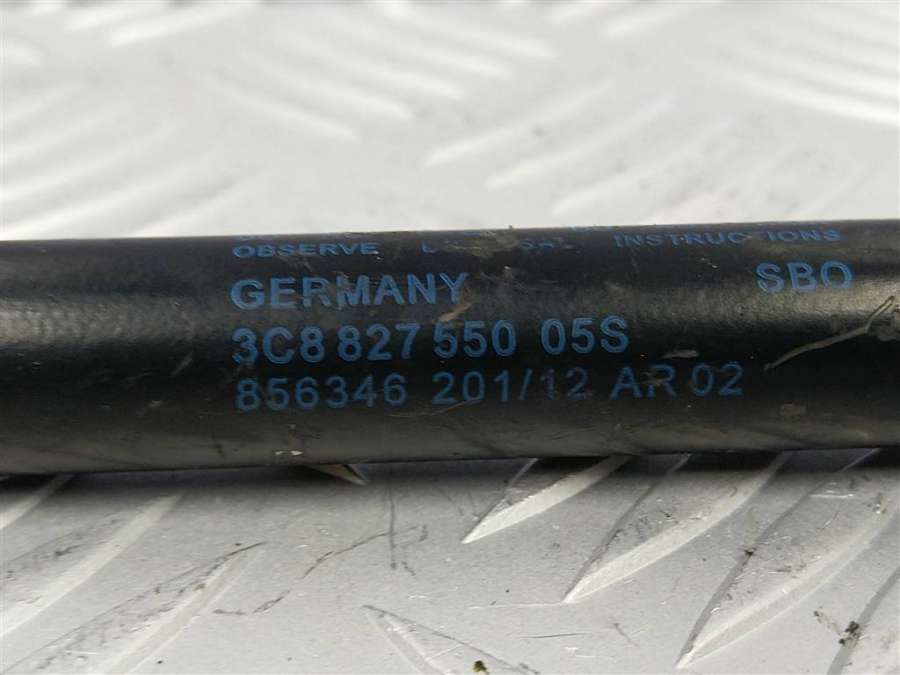 OBSERVE INSTRUCTIONS
GERMANY SBO
3C8 827 550 05S
856346 201/12 AR 02